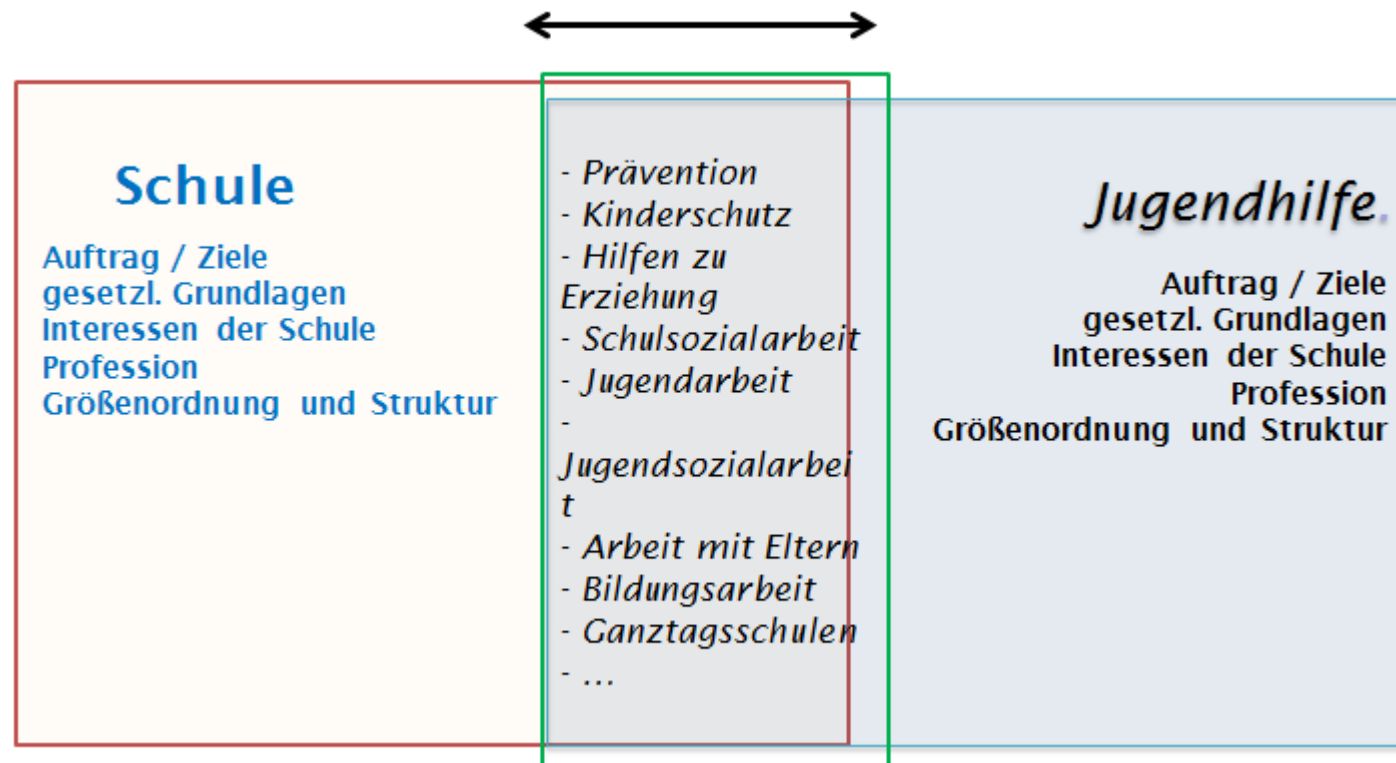 Schule
Auftrag / Ziele
gesetzl. Grundlagen
Interessen der Schule
Profession
Größenordnung und Struktur
- Prävention
- Kinderschutz
- Hilfen zu
Erziehung
- Schulsozialarbeit
- Jugendarbeit
-
Jugendsozialarbei
t
- Arbeit mit Eltern
- Bildungsarbeit
- Ganztagsschulen
- ...
Jugendhilfe.
Auftrag / Ziele
gesetzl. Grundlagen
Interessen der Schule
Profession
Größenordnung und Struktur